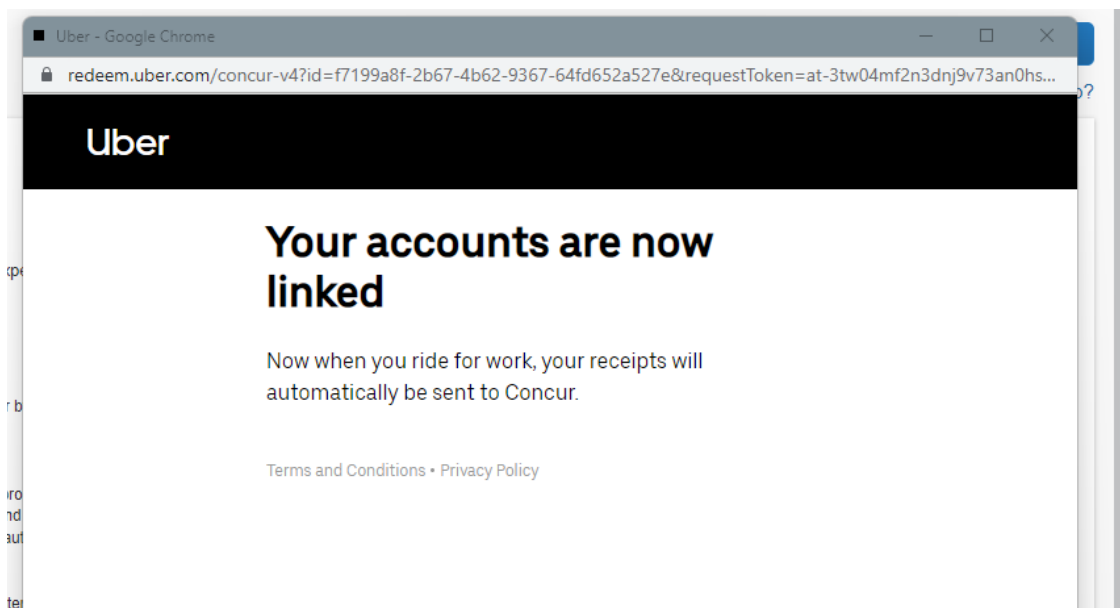 Uber - Google Chrome
redeem.uber.com/concur-v4?id=f7199a8f-2b67-4b62-9367-64fd652a527e&requestToken=at-3tw04mf2n3dnj9v73an0hs...
Uber
Your accounts are now
linked
Now when you ride for work, your receipts will
automatically be sent to Concur.
Terms and Conditions • Privacy Policy